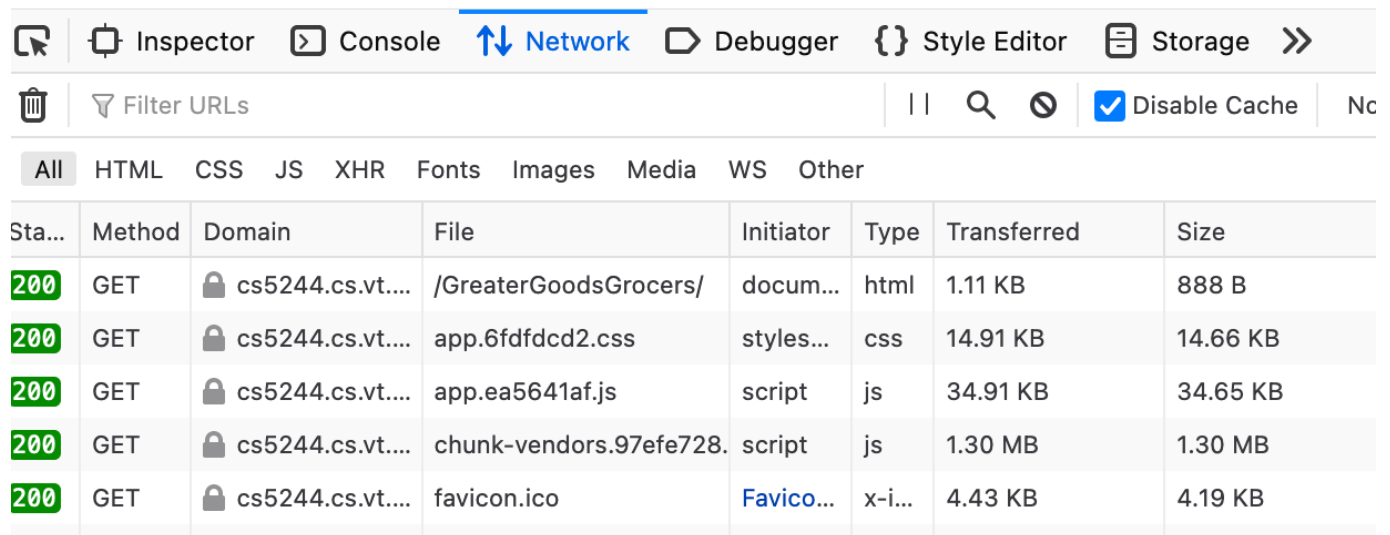 Inspector Console Network Debugger {} Style Editor Storage
Filter URLs Disable Cache No
All HTML CSS JS XHR Fonts Images Media WS Other
Sta... Method Domain File Initiator Type Transferred Size
200 GET cs5244.cs.vt.... /GreaterGoodsGrocers/ docum... html 1.11 KB 888 B
200 GET cs5244.cs.vt.... app.6fdfdcd2.css styles... css 14.91 KB 14.66 KB
200 GET cs5244.cs.vt.... app.ea5641af.js script js 34.91 KB 34.65 KB
200 GET cs5244.cs.vt.... chunk-vendors.97efe728. script js 1.30 MB 1.30 MB
200 GET cs5244.cs.vt.... favicon.ico Favico... x-i... 4.43 KB 4.19 KB